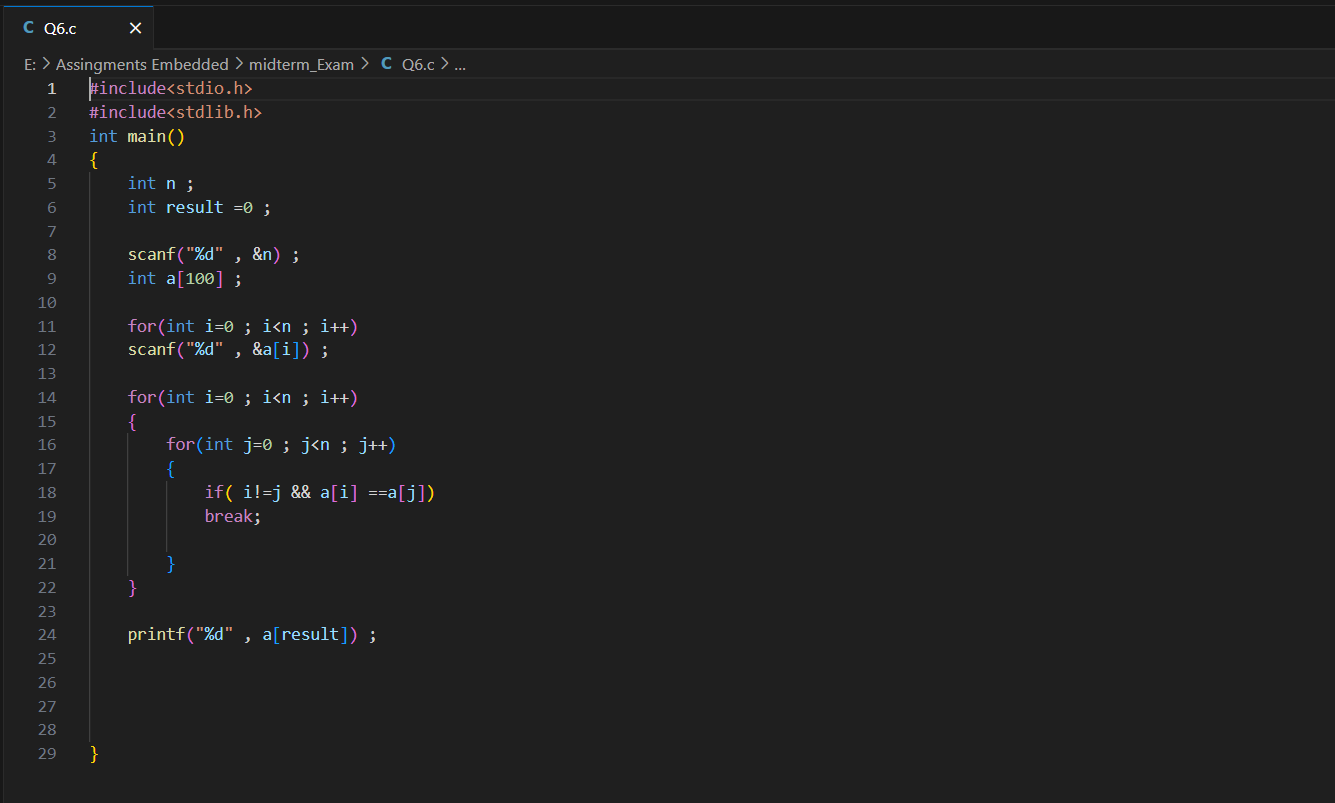 C Q6.c ×
E: > Assingments Embedded > midterm_Exam > C Q6.c > ...
1 #include<stdio.h>
2 #include<stdlib.h>
3 int main()
4 {
5 int n ;
6 int result =0 ;
7
8 scanf("%d" , &n) ;
9 int a[100] ;
10
11 for(int i=0 ; i<n ; i++)
12 scanf("%d" , &a[i]) ;
13
14 for(int i=0 ; i<n ; i++)
15 {
16 for(int j=0 ; j<n ; j++)
17 {
18 if( i!=j && a[i] ==a[j])
19 break;
20
21 }
22 }
23
24 printf("%d" , a[result]) ;
25
26
27
28
29 }